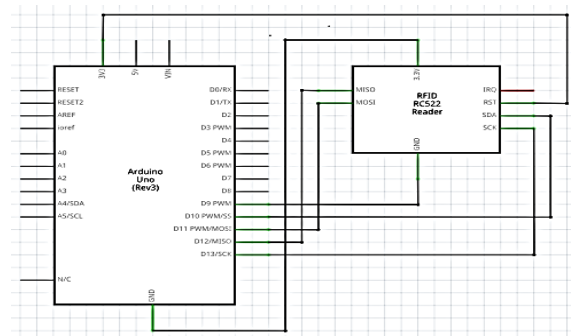 3V3
5V
VIN
RESET
RESET2
AREF
ioref
A0
A1
A2
A3
A4/SDA
A5/SCL
N/C
Arduino
Uno
(Rev3)
D0/RX
D1/TX
D2
D3 PWM
D4
D5 PWM
D6 PWM
D7
D8
D9 PWM
D10 PWM/SS
D11 PWM/MOSI
D12/MISO
D13/SCK
GND
3.3V
MISO
MOSI
RFID
RC522
Reader
IRQ
RST
SDA
SCK
GND